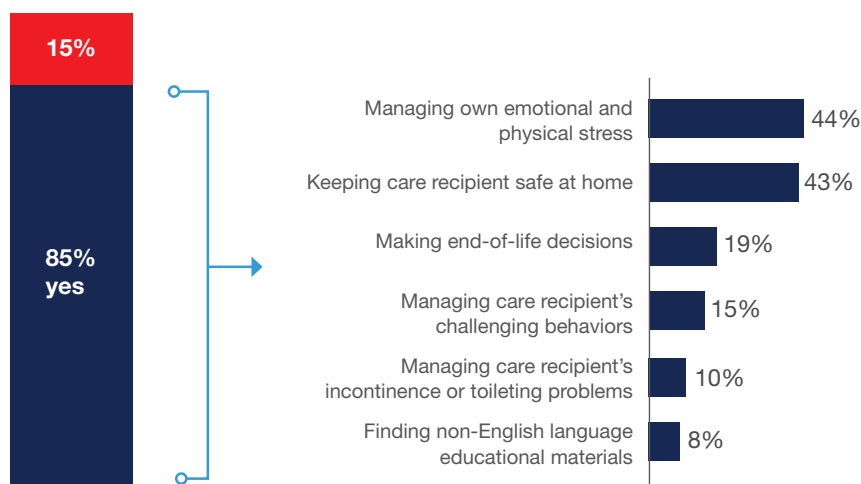 15%
85%
yes
Managing own emotional and
physical stress
44%
Keeping care recipient safe at home
43%
Making end-of-life decisions
19%
Managing care recipient’s
challenging behaviors
15%
Managing care recipient’s
incontinence or toileting problems
10%
Finding non-English language
educational materials
8%